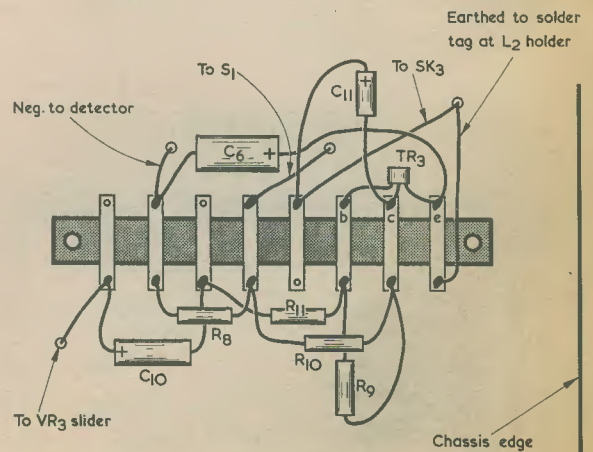 Earthed to solder
tag at L2 holder
To SK3
To S1
C11
+
Neg. to detector
C6
+
TR3
b
c
e
R11
R8
R10
+
C10
R9
To VR3 slider
Chassis edge